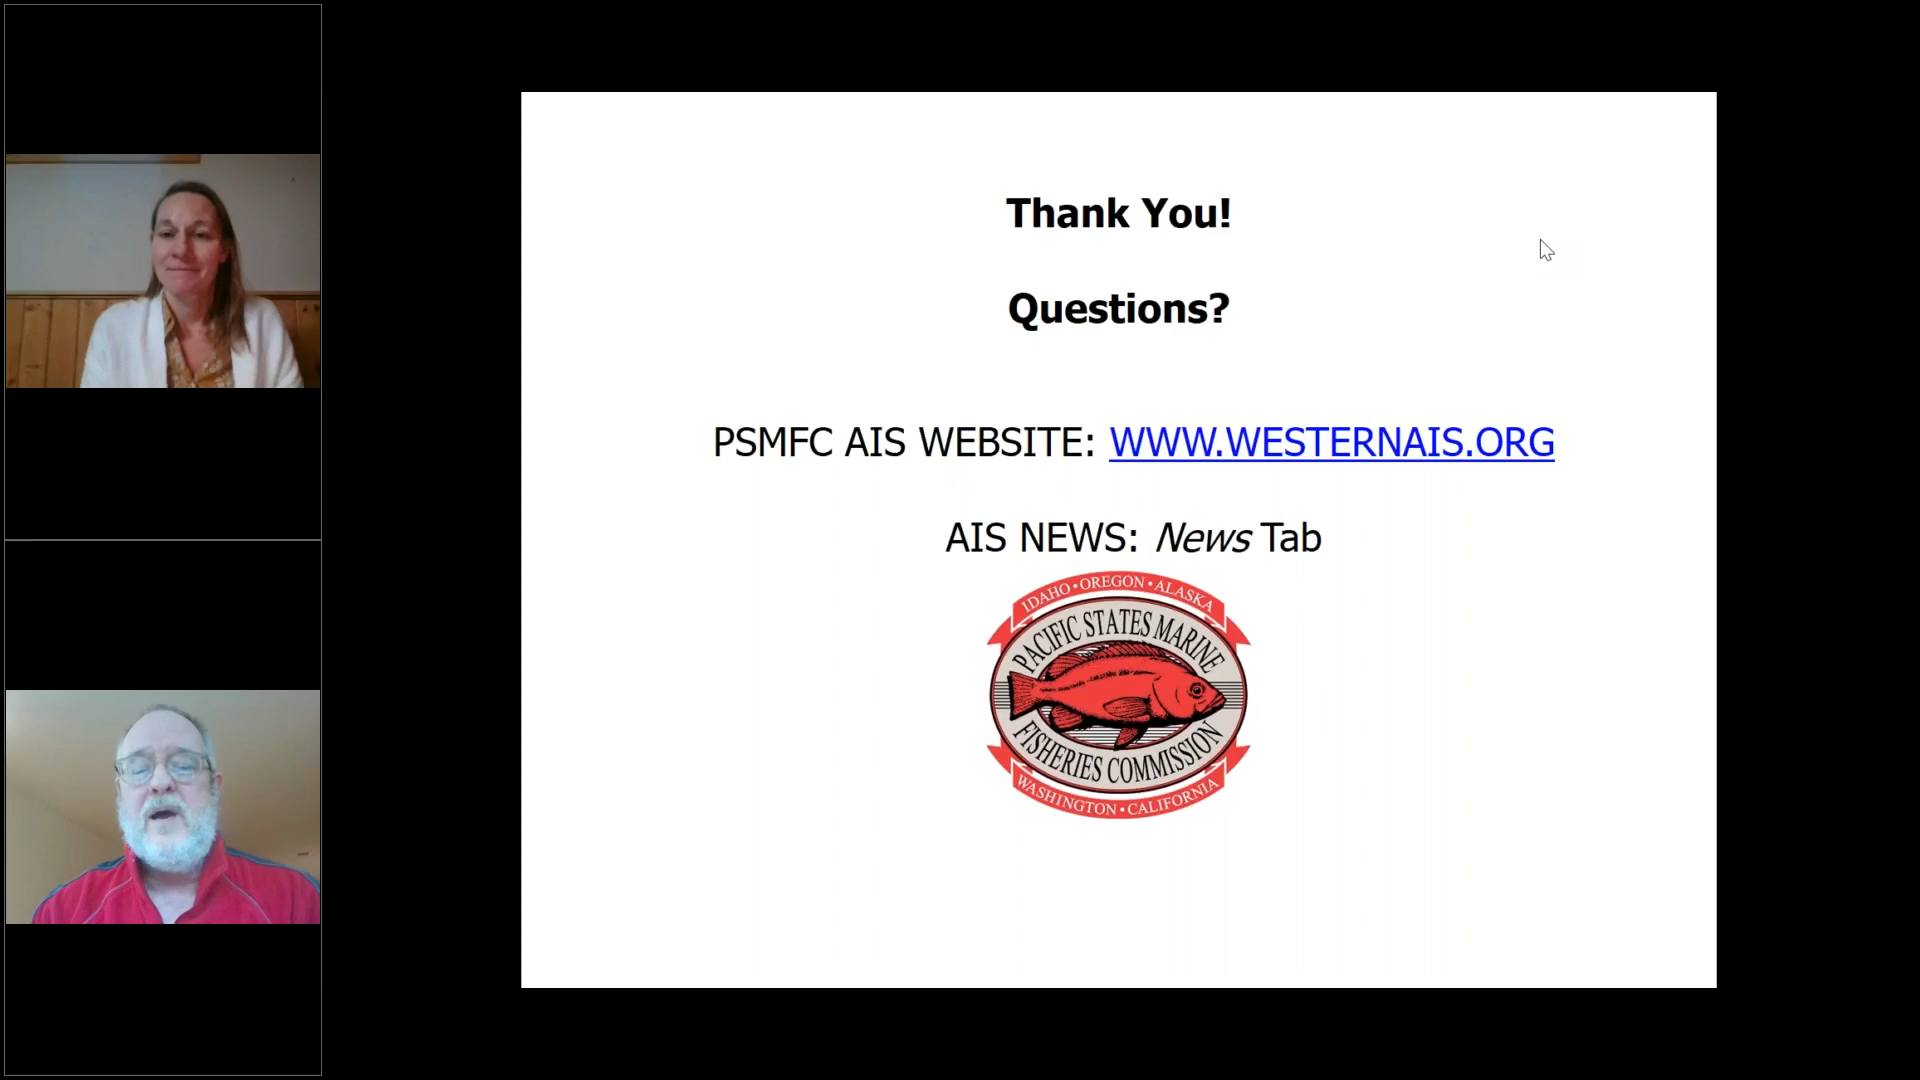 Thank You!
Questions?
PSMFC AIS WEBSITE: WWW.WESTERNAIS.ORG
AIS NEWS: News Tab
IDAHO • OREGON • ALASKA
PACIFIC STATES MARINE
FISHERIES COMMISSION
WASHINGTON • CALIFORNIA